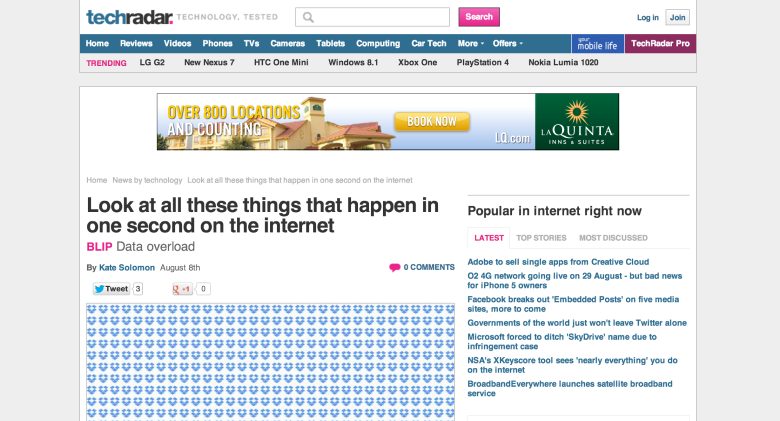 techradar. TECHNOLOGY, TESTED
Search
Log in Join
Home Reviews Videos Phones TVs Cameras Tablets Computing Car Tech More Offers
your mobile life
TechRadar Pro
TRENDING LG G2 New Nexus 7 HTC One Mini Windows 8.1 Xbox One PlayStation 4 Nokia Lumia 1020
OVER 800 LOCATIONS
AND COUNTING
BOOK NOW
LQ.com
LAQUINTA
INNS & SUITES
Home News by technology Look at all these things that happen in one second on the internet
Look at all these things that happen in
one second on the internet
BLIP Data overload
By Kate Solomon August 8th
0 COMMENTS
Tweet 3
+1 0
Popular in internet right now
LATEST TOP STORIES MOST DISCUSSED
Adobe to sell single apps from Creative Cloud
O2 4G network going live on 29 August - but bad news
for iPhone 5 owners
Facebook breaks out 'Embedded Posts' on five media
sites, more to come
Governments of the world just won't leave Twitter alone
Microsoft forced to ditch 'SkyDrive' name due to
infringement case
NSA's XKeyscore tool sees 'nearly everything' you do
on the internet
BroadbandEverywhere launches satellite broadband
service